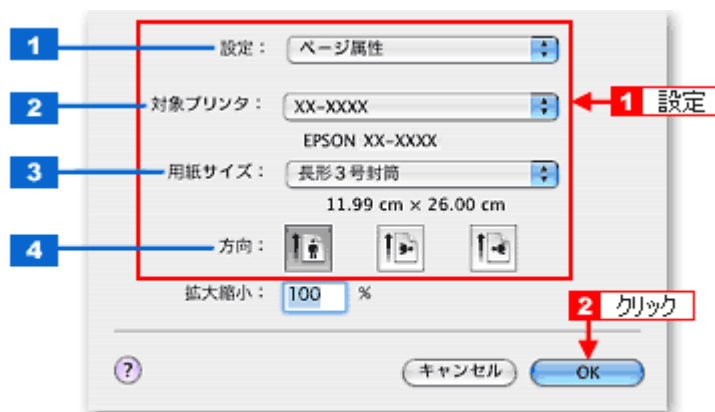 1 設定： ページ属性
2 対象プリンタ： XX-XXXX 1 設定
EPSON XX-XXXX
3 用紙サイズ： 長形3号封筒
11.99 cm × 26.00 cm
4 方向：
拡大縮小： 100 %
2 クリック
? キャンセル OK